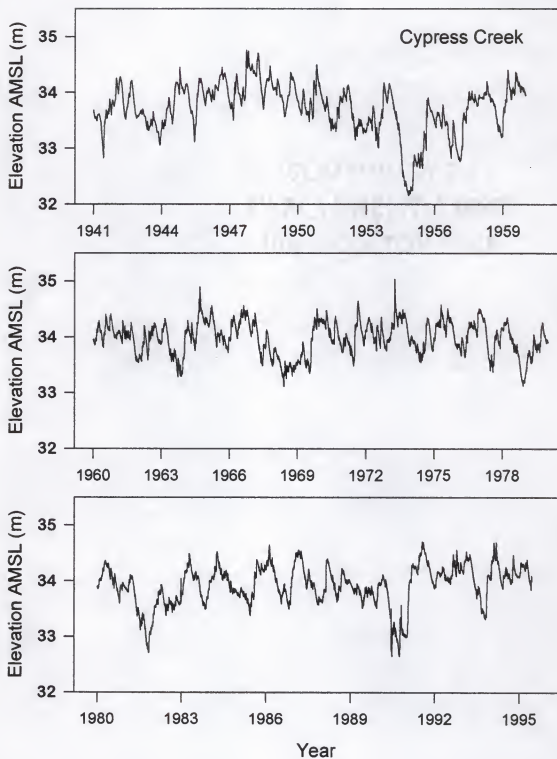 Cypress Creek
Elevation AMSL (m)
35
34
33
32
1941 1944 1947 1950 1953 1956 1959
Elevation AMSL (m)
35
34
33
32
1960 1963 1966 1969 1972 1975 1978
Elevation AMSL (m)
35
34
33
32
1980 1983 1986 1989 1992 1995
Year